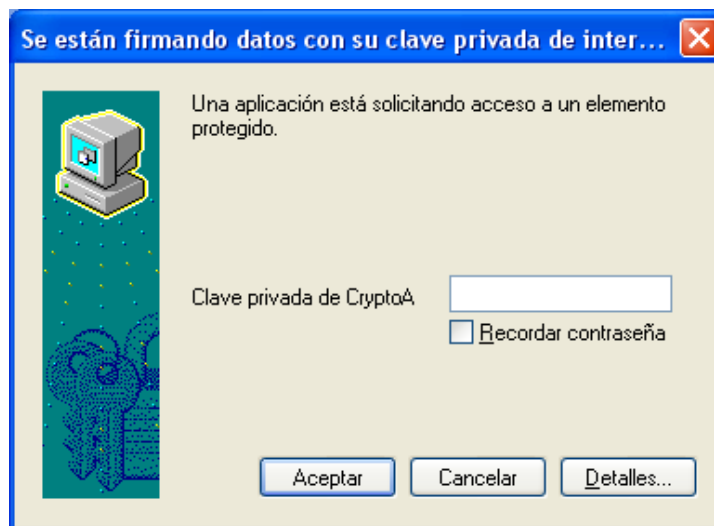 Se están firmando datos con su clave privada de inter...
Una aplicación está solicitando acceso a un elemento
protegido.
Clave privada de CryptoA
Recordar contraseña
Aceptar
Cancelar
Detalles...